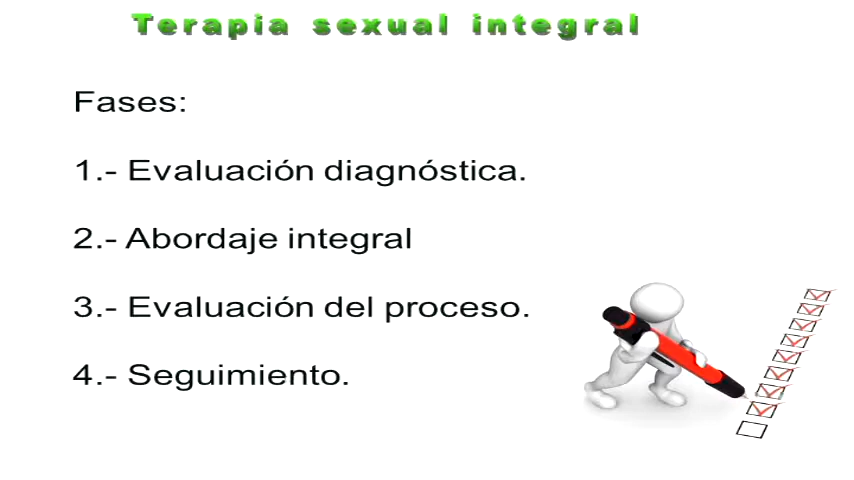 Terapia sexual integral
Fases:
1.- Evaluación diagnóstica.
2.- Abordaje integral
3.- Evaluación del proceso.
4.- Seguimiento.